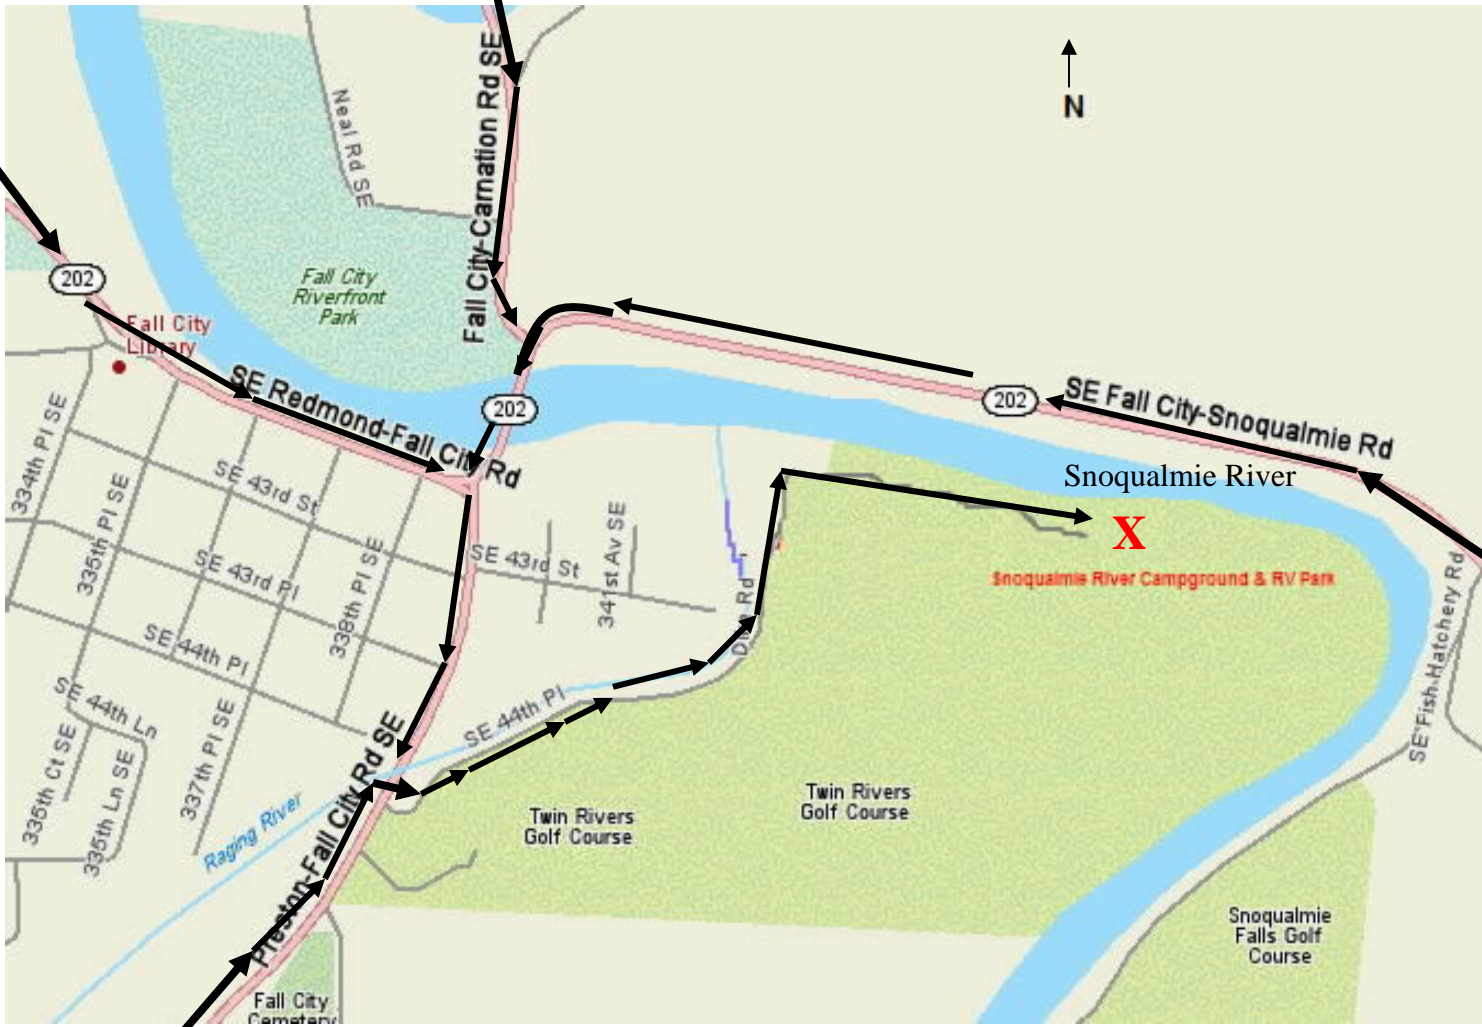 N
Neal Rd SE
Fall City-Carnation Rd SE
202
Fall City
Riverfront
Park
Fall City
Library
SE Redmond-Fall City Rd
202
202
SE Fall City-Snoqualmie Rd
Snoqualmie River
X
Snoqualmie River Campground & RV Park
334th Pl SE
335th Pl SE
SE 43rd St
SE 43rd Pl
338th Pl SE
SE 43rd St
341st Av SE
SE 44th Pl
SE 44th Ln
335th Ct SE
335th Ln SE
337th Pl SE
Raging River
Preston-Fall City Rd SE
SE 44th Pl
Rd
SE Fish-Hatchery Rd
Twin Rivers
Golf Course
Twin Rivers
Golf Course
Snoqualmie
Falls Golf
Course
Fall City
Cemetery